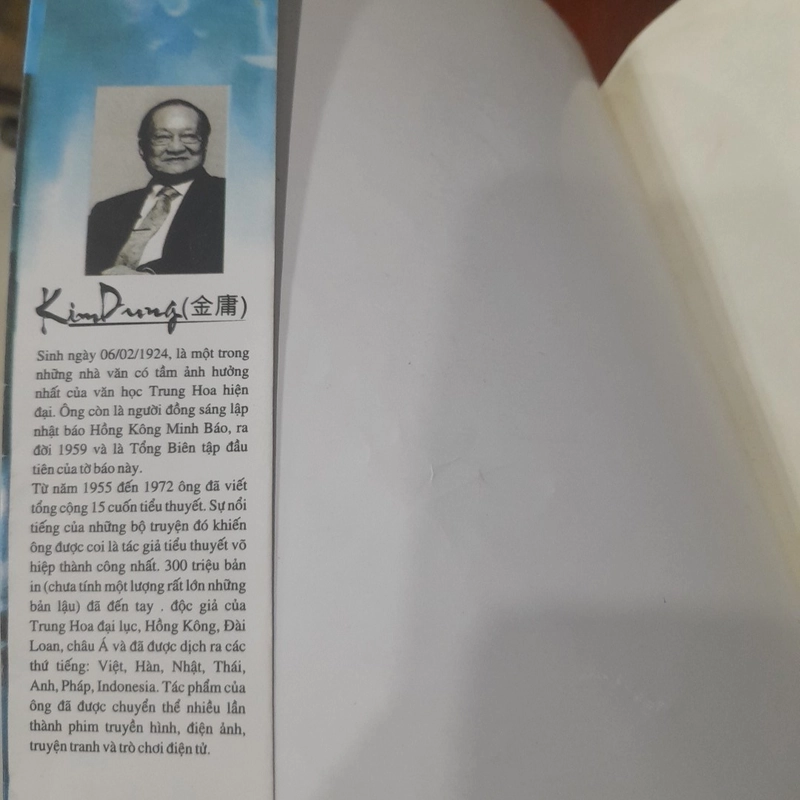 Kim Dung (金庸)
Sinh ngày 06/02/1924, là một trong
những nhà văn có tầm ảnh hưởng
nhất của văn học Trung Hoa hiện
đại. Ông còn là người đồng sáng lập
nhật báo Hồng Kông Minh Báo, ra
đời 1959 và là Tổng Biên tập đầu
tiên của tờ báo này.
Từ năm 1955 đến 1972 ông đã viết
tổng cộng 15 cuốn tiểu thuyết. Sự nổi
tiếng của những bộ truyện đó khiến
ông được coi là tác giả tiểu thuyết võ
hiệp thành công nhất. 300 triệu bản
in (chưa tính một lượng rất lớn những
bản lậu) đã đến tay . độc giả của
Trung Hoa đại lục, Hồng Kông, Đài
Loan, châu Á và đã được dịch ra các
thứ tiếng: Việt, Hàn, Nhật, Thái,
Anh, Pháp, Indonesia. Tác phẩm của
ông đã được chuyển thể nhiều lần
thành phim truyền hình, điện ảnh,
truyện tranh và trò chơi điện tử.